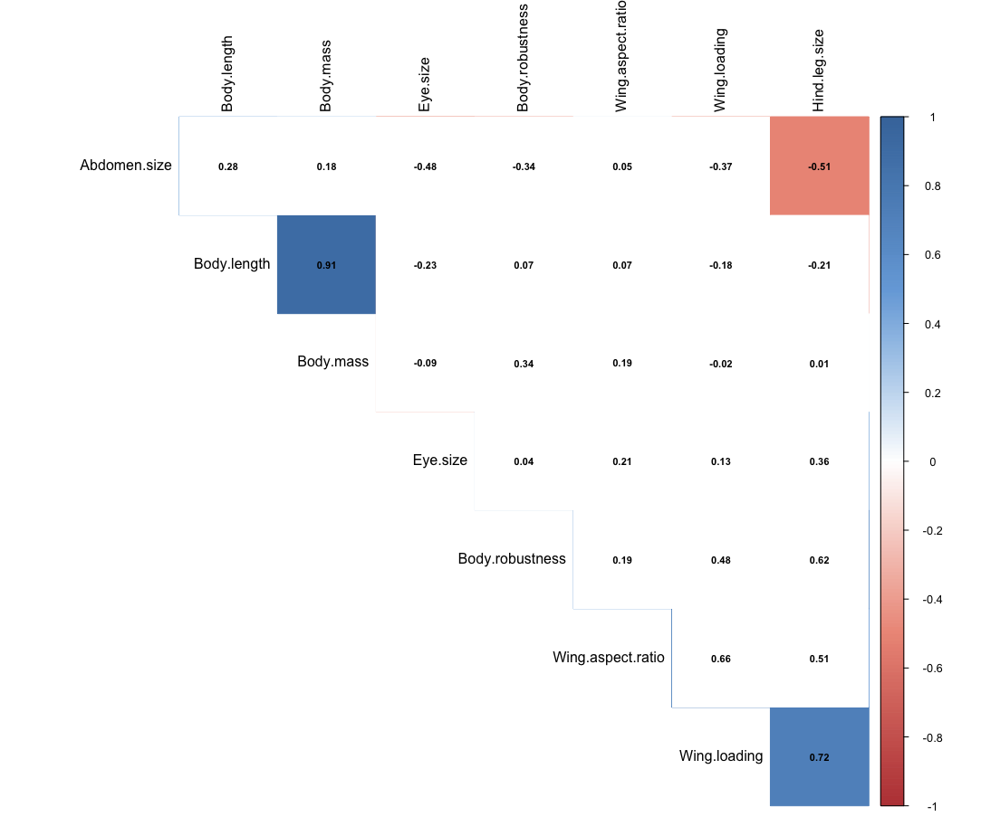 Body.length
Body.mass
Eye.size
Body.robustness
Wing.aspect.ratio
Wing.loading
Hind.leg.size
Abdomen.size 0.28 0.18 -0.48 -0.34 0.05 -0.37 -0.51
Body.length 0.91 -0.23 0.07 0.07 -0.18 -0.21
Body.mass -0.09 0.34 0.19 -0.02 0.01
Eye.size 0.04 0.21 0.13 0.36
Body.robustness 0.19 0.48 0.62
Wing.aspect.ratio 0.66 0.51
Wing.loading 0.72
1
0.8
0.6
0.4
0.2
0
-0.2
-0.4
-0.6
-0.8
-1